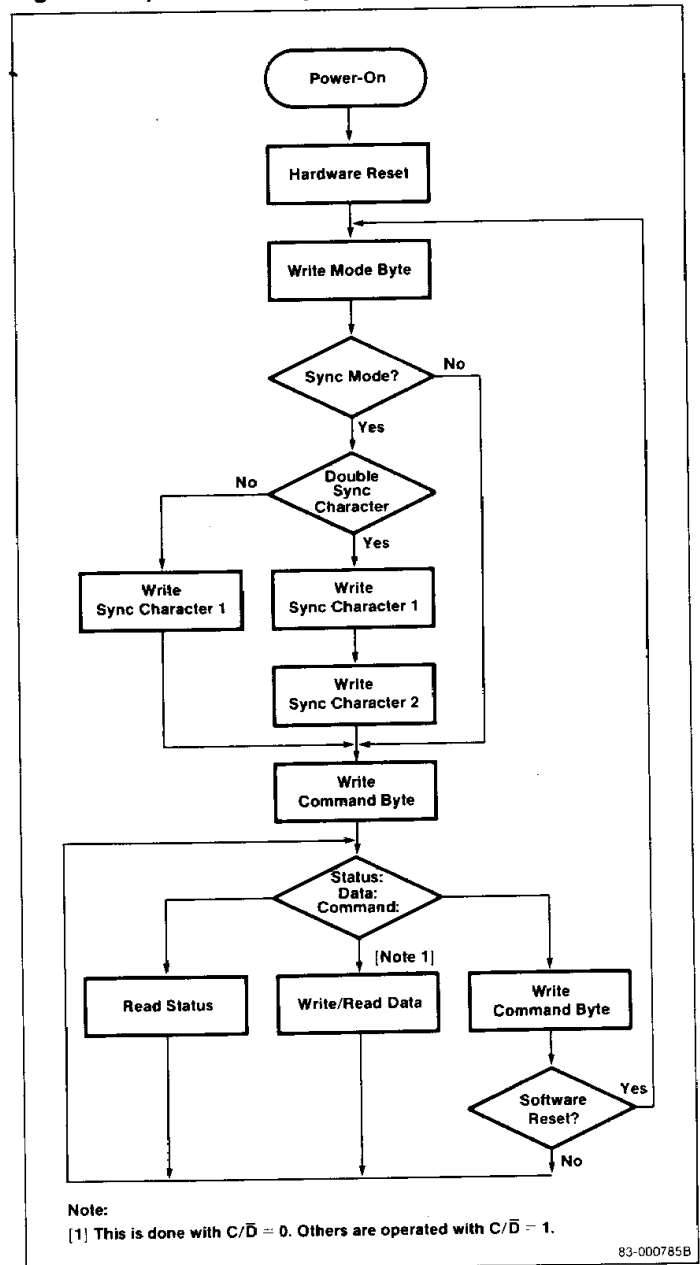 Power-On
Hardware Reset
Write Mode Byte
Sync Mode?
No
Yes
Double
Sync
Character
No
Yes
Write
Sync Character 1
Write
Sync Character 1
Write
Sync Character 2
Write
Command Byte
Status:
Data:
Command:
[Note 1]
Read Status
Write/Read Data
Write
Command Byte
Software
Reset?
Yes
No
Note:
[1] This is done with C/D̅ = 0. Others are operated with C/D̅ = 1.
83-000785B